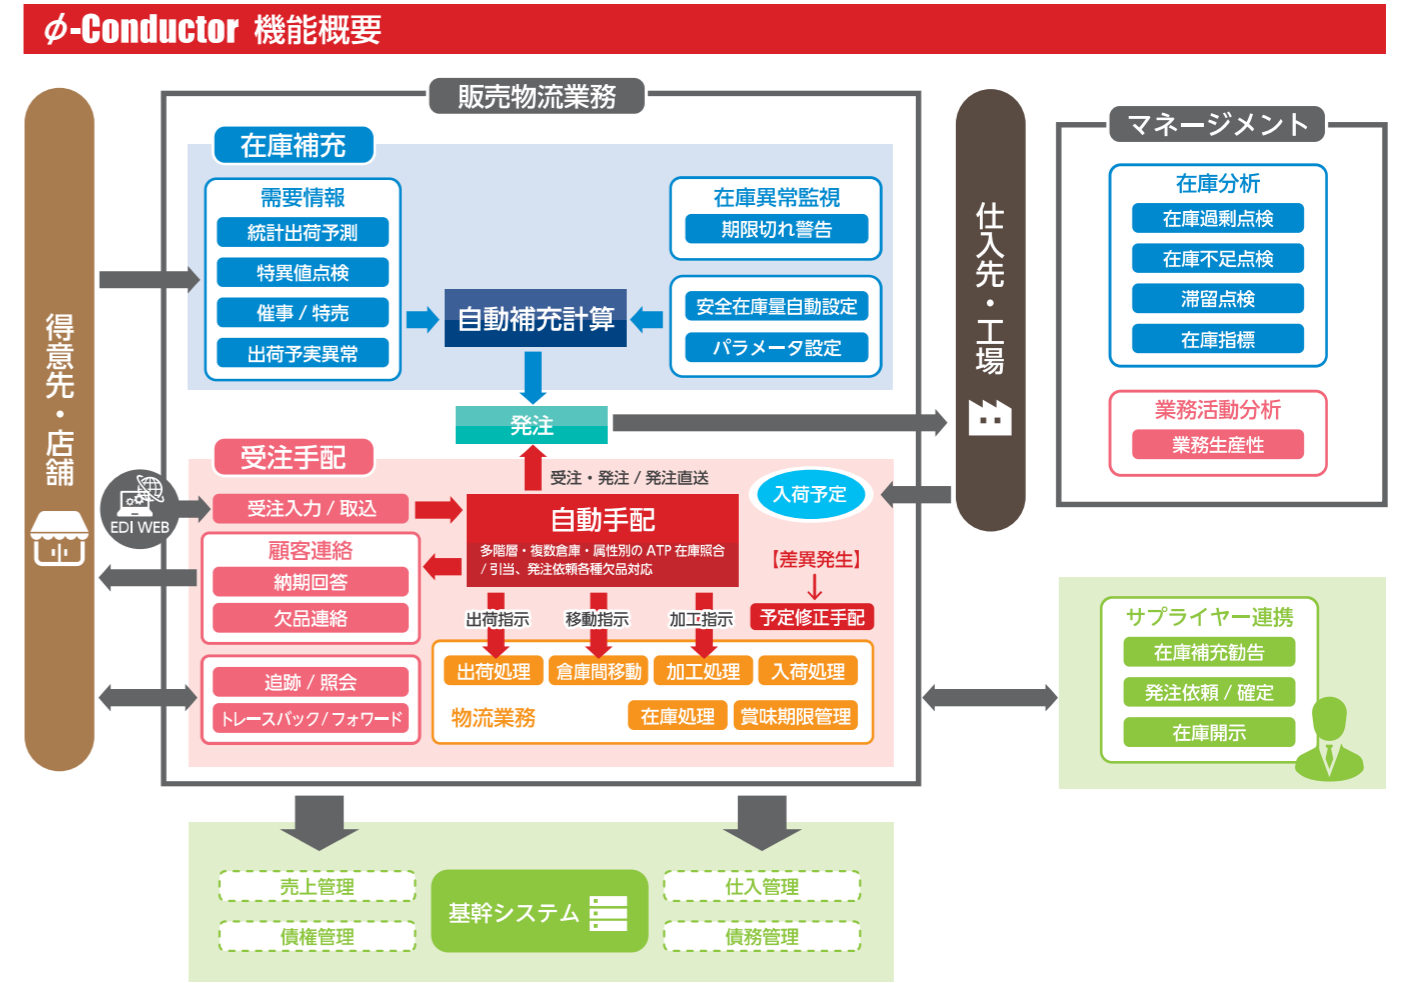 φ-Conductor 機能概要
販売物流業務
得意先・店舗
EDI WEB
在庫補充
需要情報
統計出荷予測
特異値点検
催事 / 特売
出荷予実異常
自動補充計算
在庫異常監視
期限切れ警告
安全在庫量自動設定
パラメータ設定
発注
受注手配
受注・発注 / 発注直送
受注入力 / 取込
顧客連絡
納期回答
欠品連絡
追跡 / 照会
トレースバック / フォワード
自動手配
多階層・複数倉庫・属性別の ATP 在庫照合
/ 引当、発注依頼各種欠品対応
入荷予定
【差異発生】
予定修正手配
出荷指示
移動指示
加工指示
出荷処理
倉庫間移動
加工処理
入荷処理
物流業務
在庫処理
賞味期限管理
仕入先・工場
マネージメント
在庫分析
在庫過剰点検
在庫不足点検
滞留点検
在庫指標
業務活動分析
業務生産性
サプライヤー連携
在庫補充勧告
発注依頼 / 確定
在庫開示
売上管理
債権管理
基幹システム
仕入管理
債務管理